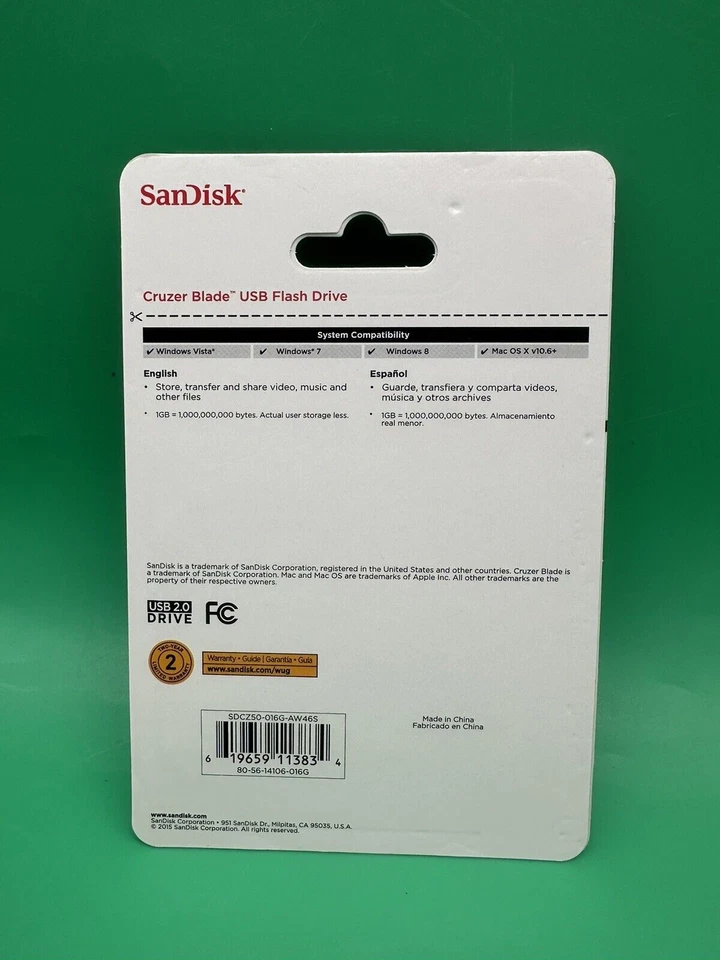 SanDisk®
Cruzer Blade™ USB Flash Drive
System Compatibility
✔ Windows Vista® ✔ Windows® 7 ✔ Windows 8 ✔ Mac OS X v10.6+
English
• Store, transfer and share video, music and
other files
* 1GB = 1,000,000,000 bytes. Actual user storage less.
Español
• Guarde, transfiera y comparta videos,
música y otros archives
* 1GB = 1,000,000,000 bytes. Almacenamiento
real menor.
SanDisk is a trademark of SanDisk Corporation, registered in the United States and other countries. Cruzer Blade is
a trademark of SanDisk Corporation. Mac and Mac OS are trademarks of Apple Inc. All other trademarks are the
property of their respective owners.
USB 2.0
DRIVE
FC
TWO-YEAR
2
LIMITED WARRANTY
Warranty • Guide | Garantía • Guía
www.sandisk.com/wug
SDCZ50-016G-AW46S
6 19659 11383 4
80-56-14106-016G
Made in China
Fabricado en China
www.sandisk.com
SanDisk Corporation • 951 SanDisk Dr., Milpitas, CA 95035, U.S.A.
© 2015 SanDisk Corporation. All rights reserved.